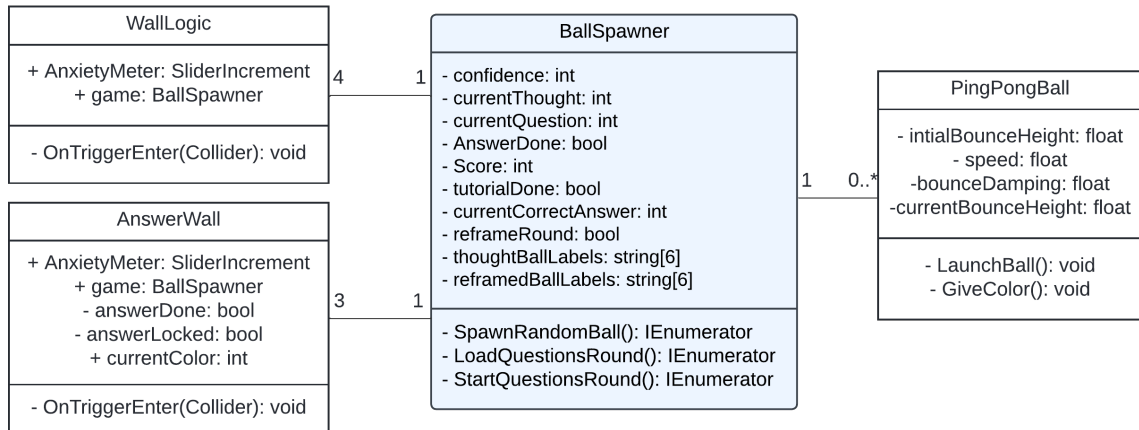 WallLogic
+ AnxietyMeter: SliderIncrement
+ game: BallSpawner
- OnTriggerEnter(Collider): void
4
1
AnswerWall
+ AnxietyMeter: SliderIncrement
+ game: BallSpawner
- answerDone: bool
- answerLocked: bool
+ currentColor: int
- OnTriggerEnter(Collider): void
3
1
BallSpawner
- confidence: int
- currentThought: int
- currentQuestion: int
- AnswerDone: bool
- Score: int
- tutorialDone: bool
- currentCorrectAnswer: int
- reframeRound: bool
- thoughtBallLabels: string[6]
- reframedBallLabels: string[6]
- SpawnRandomBall(): IEnumerator
- LoadQuestionsRound(): IEnumerator
- StartQuestionsRound(): IEnumerator
1
0..*
PingPongBall
- intialBounceHeight: float
- speed: float
-bounceDamping: float
-currentBounceHeight: float
- LaunchBall(): void
- GiveColor(): void